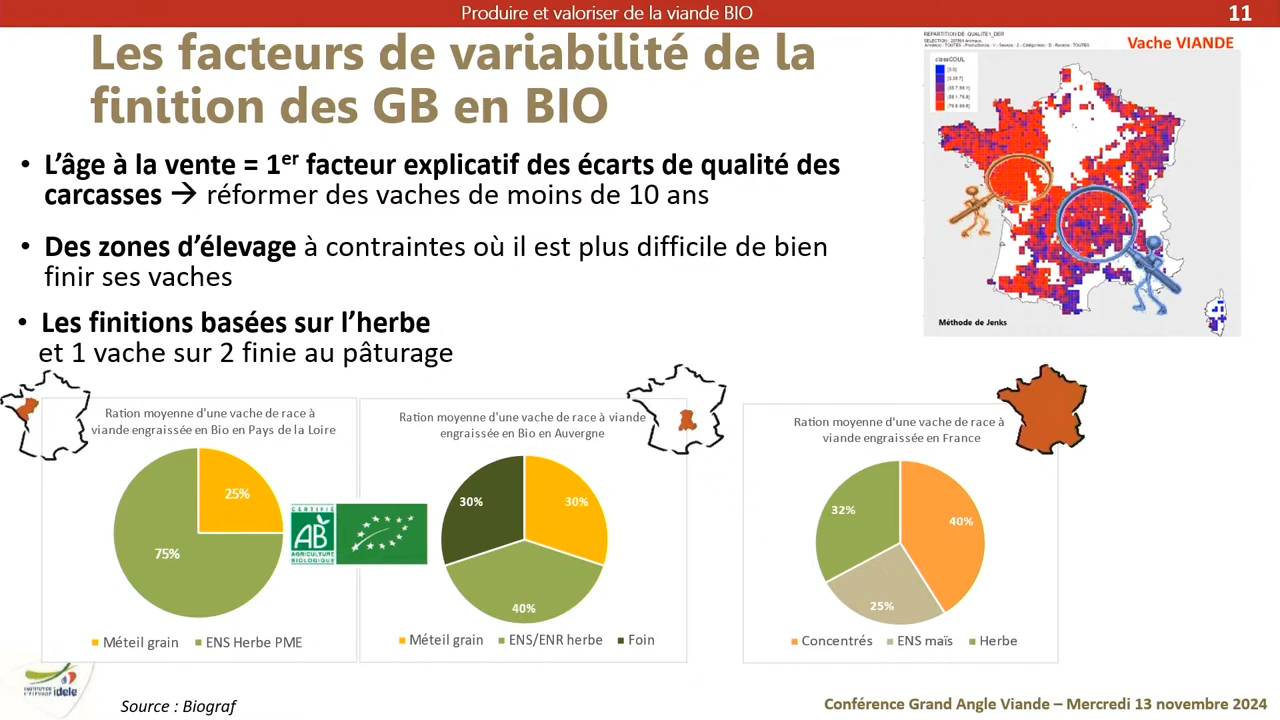 Produire et valoriser de la viande BIO
11
Les facteurs de variabilité de la
finition des GB en BIO
• L'âge à la vente = 1er facteur explicatif des écarts de qualité des
carcasses → réformer des vaches de moins de 10 ans
• Des zones d'élevage à contraintes où il est plus difficile de bien
finir ses vaches
• Les finitions basées sur l'herbe
et 1 vache sur 2 finie au pâturage
Vache VIANDE
Méthode de Jenks
Ration moyenne d'une vache de race à
viande engraissée en Bio en Pays de la Loire
25%
75%
Méteil grain
ENS Herbe PME
CERTIFIÉ
AB
AGRICULTURE
BIOLOGIQUE
Ration moyenne d'une vache de race à viande
engraissée en Bio en Auvergne
30%
30%
40%
Méteil grain
ENS/ENR herbe
Foin
Ration moyenne d'une vache de race à
viande engraissée en France
32%
40%
25%
Concentrés
ENS maïs
Herbe
INSTITUT DE
L'ÉLEVAGE idele
Source : Biograf
Conférence Grand Angle Viande – Mercredi 13 novembre 2024